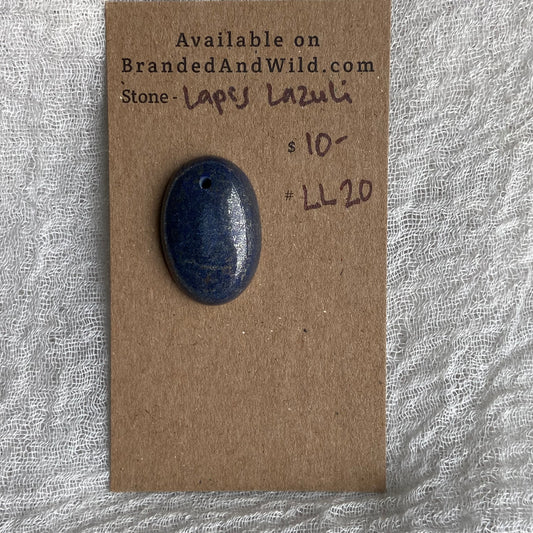 Available on
BrandedAndWild.com
Stone - Lapis Lazuli
$ 10-
# LL20